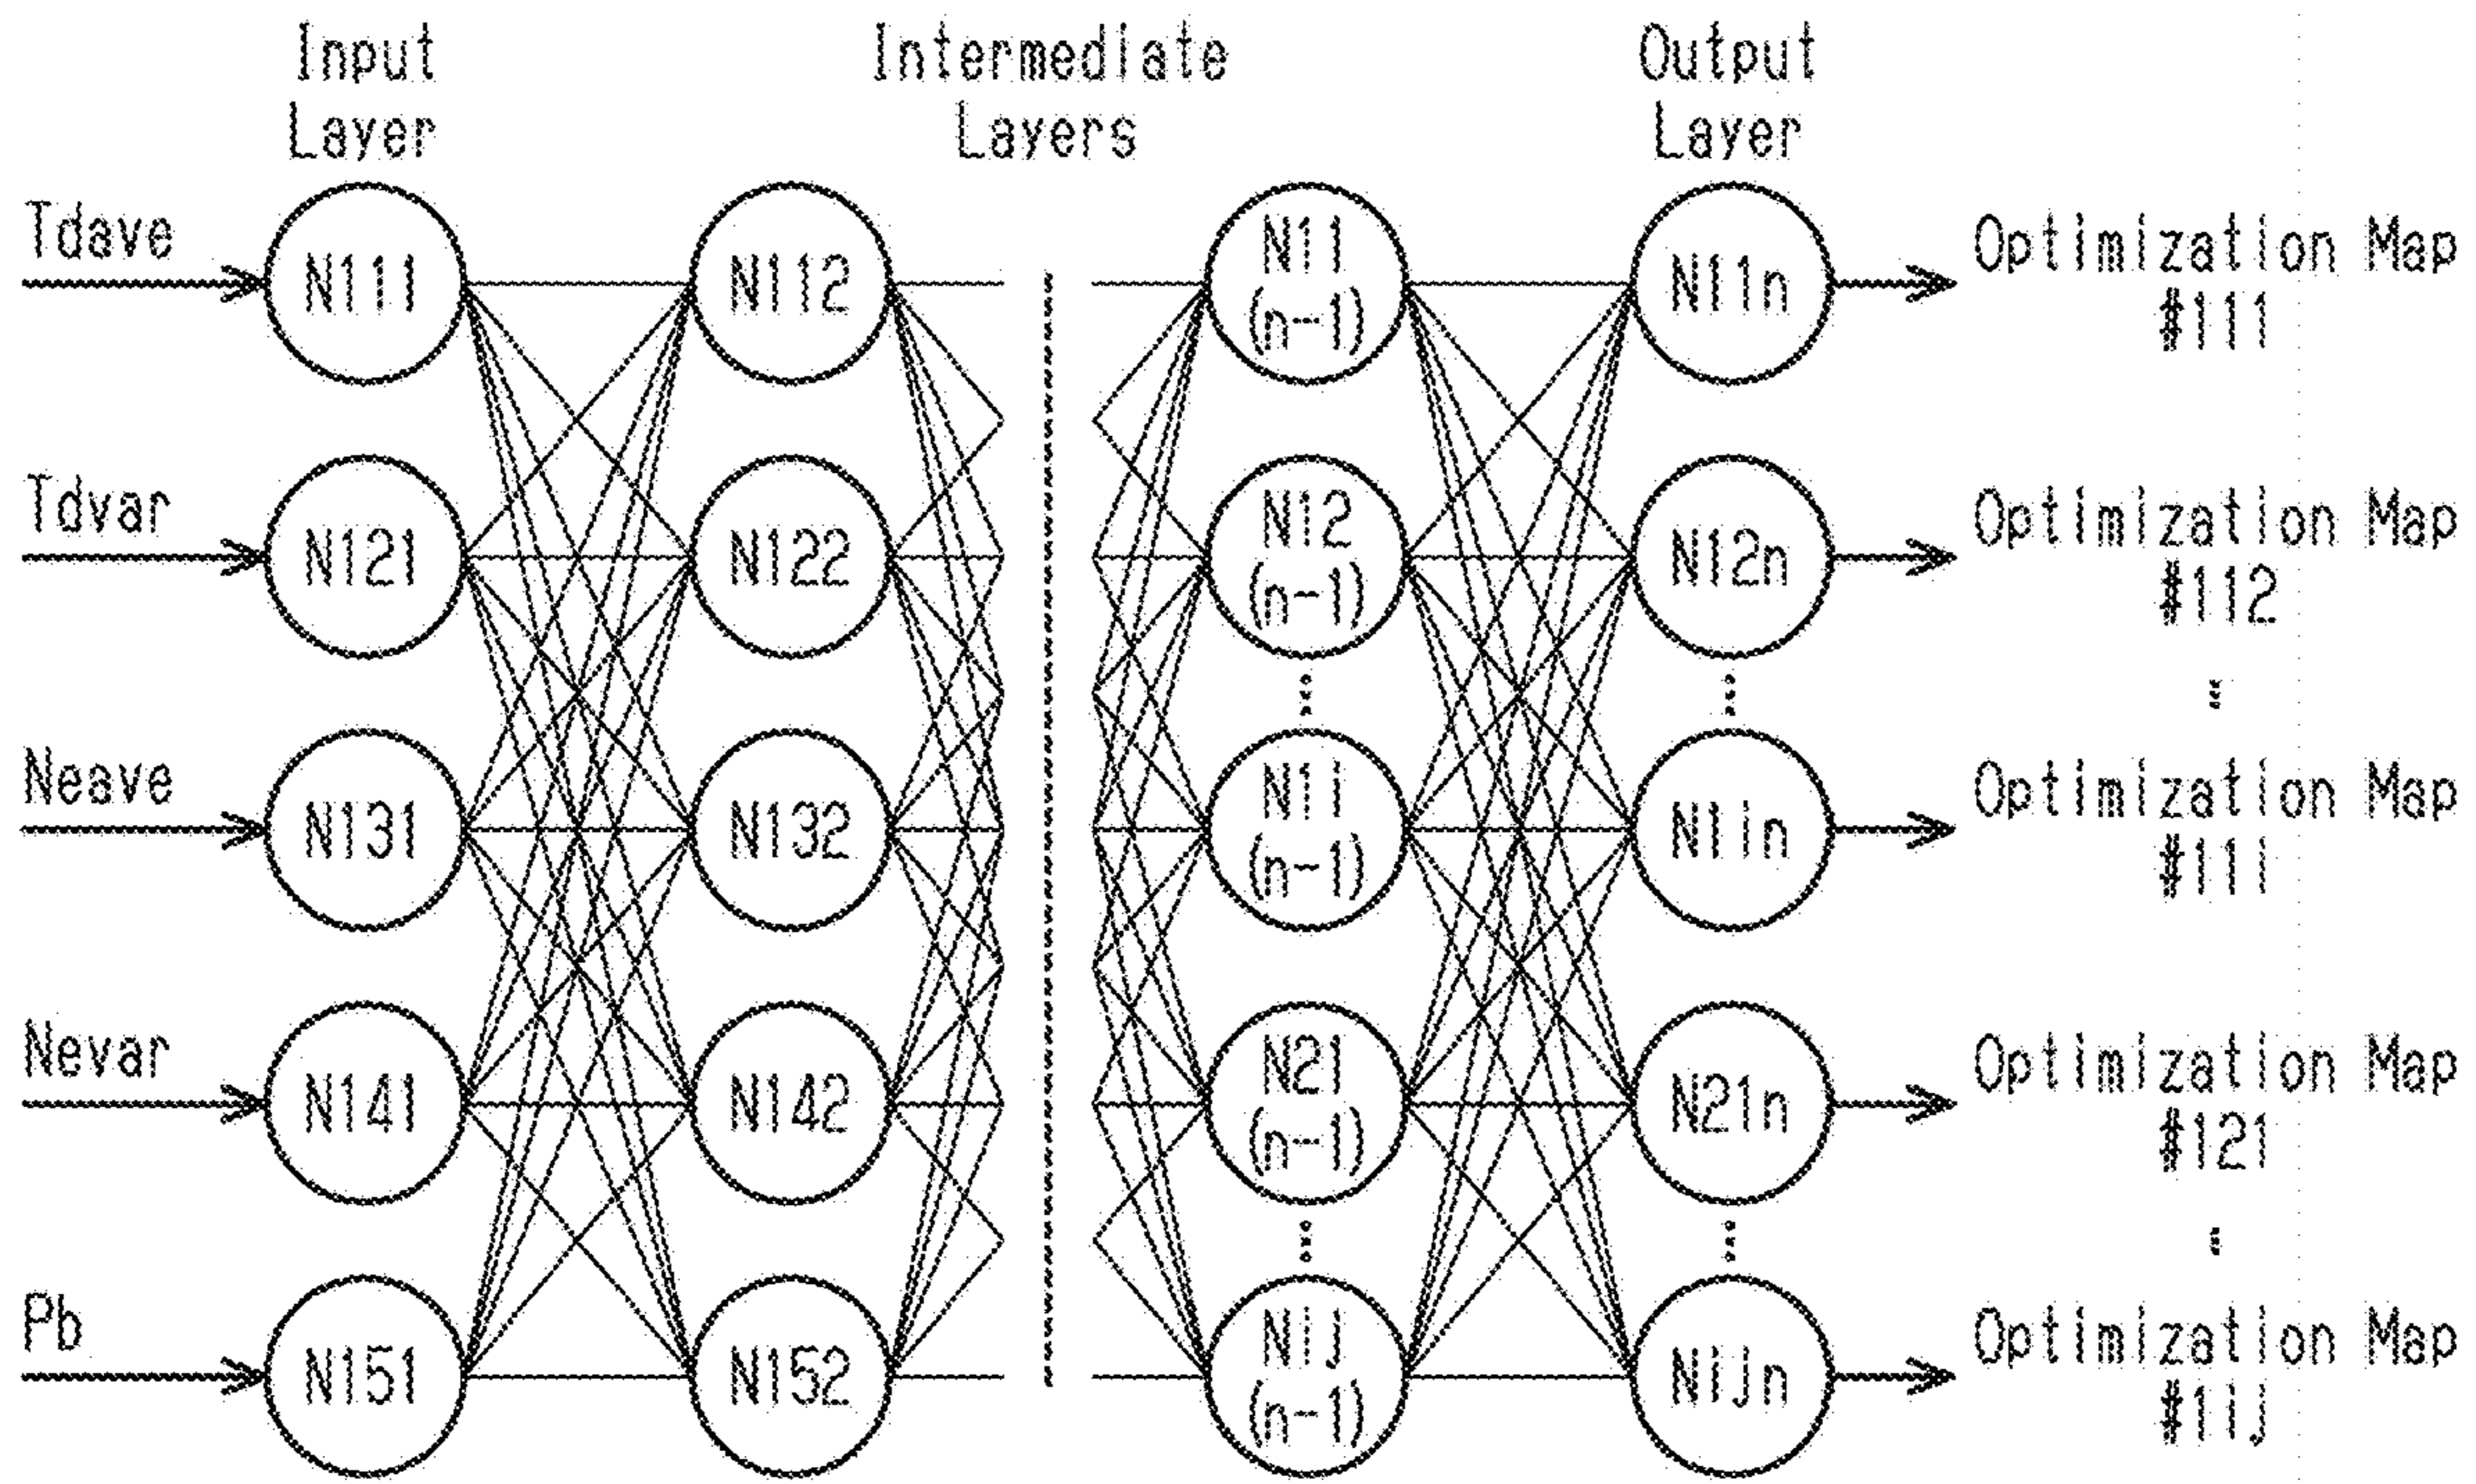 Input
Layer
Intermediate
Layers
Output
Layer
Tdave
N111
N112
N11
(n-1)
N11n
Optimization Map
#111
Tdvar
N121
N122
N12
(n-1)
N12n
Optimization Map
#112
Neave
N131
N132
N1i
(n-1)
N1in
Optimization Map
#11i
Nevar
N141
N142
N21
(n-1)
N21n
Optimization Map
#121
Pb
N151
N152
Nij
(n-1)
Nijn
Optimization Map
#1ij